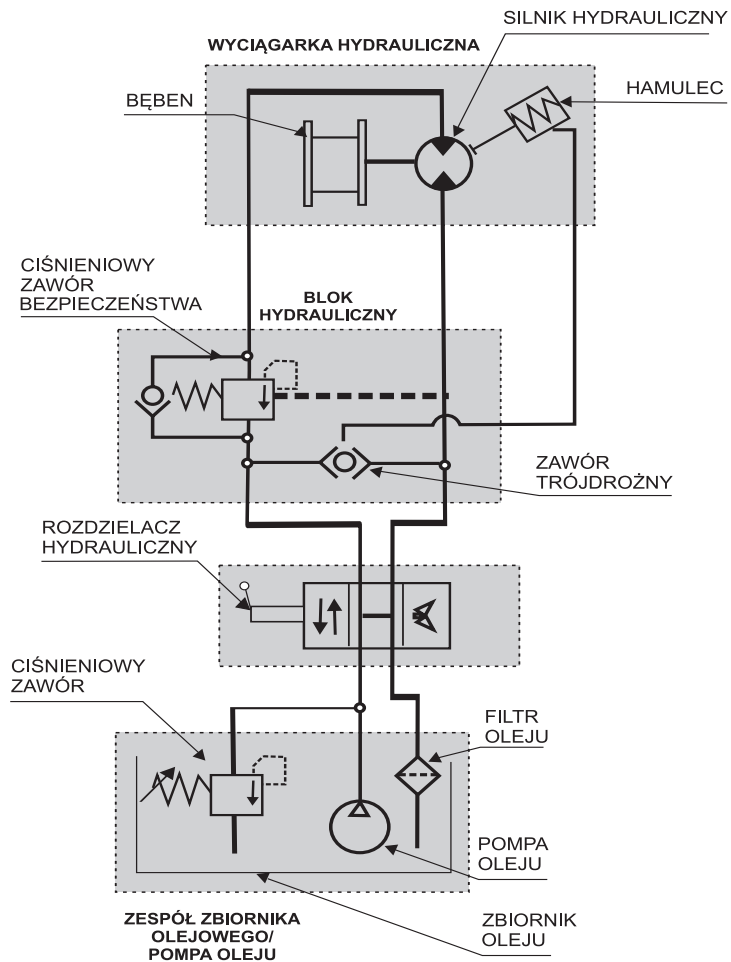 SILNIK HYDRAULICZNY
WYCIĄGARKA HYDRAULICZNA
HAMULEC
BĘBEN
CIŚNIENIOWY
ZAWÓR
BEZPIECZEŃSTWA
BLOK
HYDRAULICZNY
ZAWÓR
TRÓJDROŻNY
ROZDZIELACZ
HYDRAULICZNY
CIŚNIENIOWY
ZAWÓR
FILTR
OLEJU
POMPA
OLEJU
ZESPÓŁ ZBIORNIKA
OLEJOWEGO/
POMPA OLEJU
ZBIORNIK
OLEJU